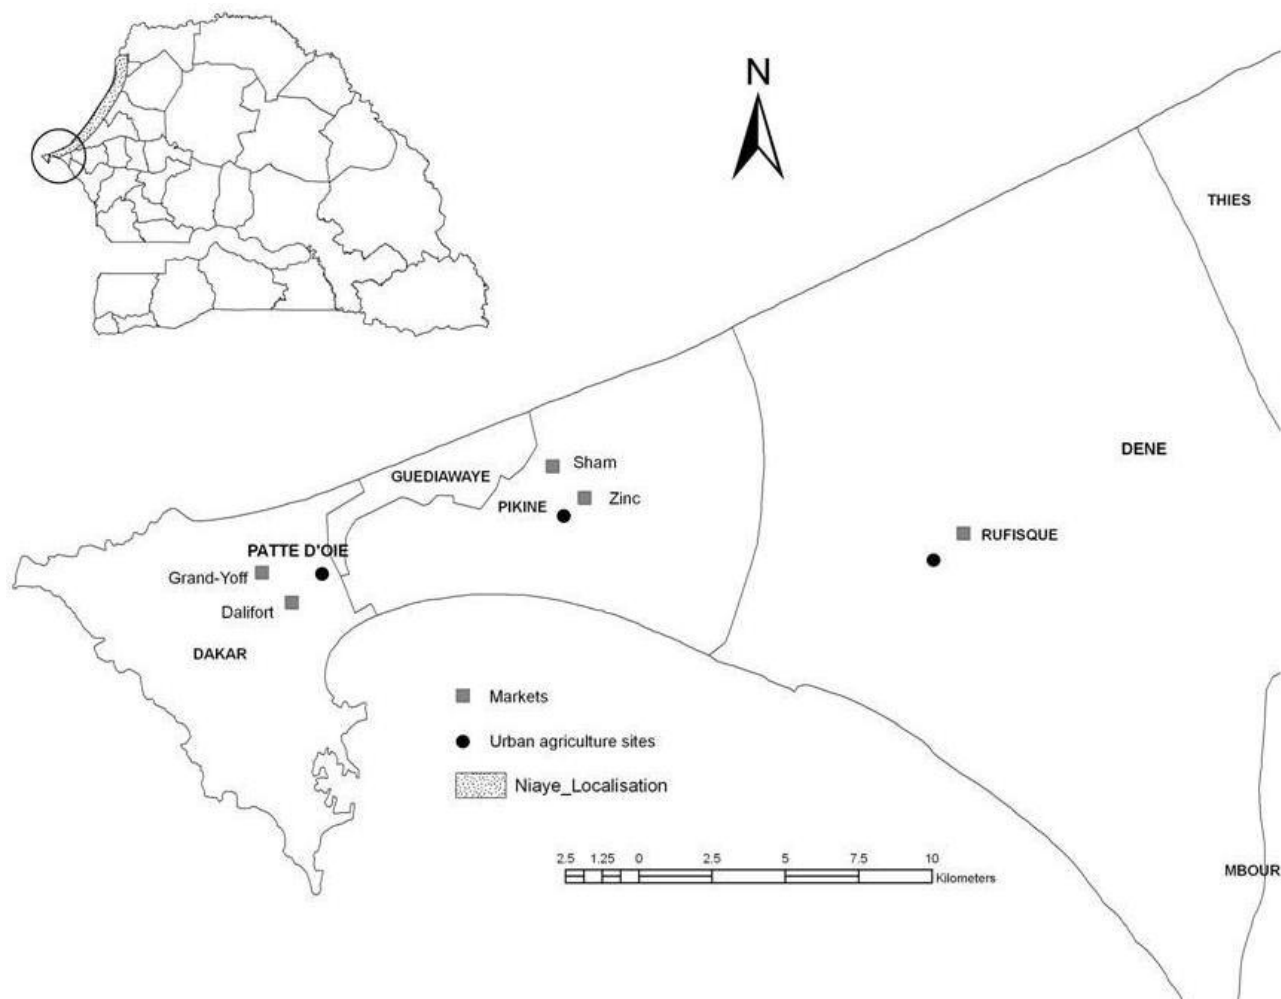 N
THIES
DENE
Sham
GUEDIAWAYE
Zinc
PIKINE
RUFISQUE
PATTE D'OIE
Grand-Yoff
Dalifort
DAKAR
Markets
Urban agriculture sites
Niaye_Localisation
2.5 1.25 0 2.5 5 7.5 10
Kilometers
MBOUR